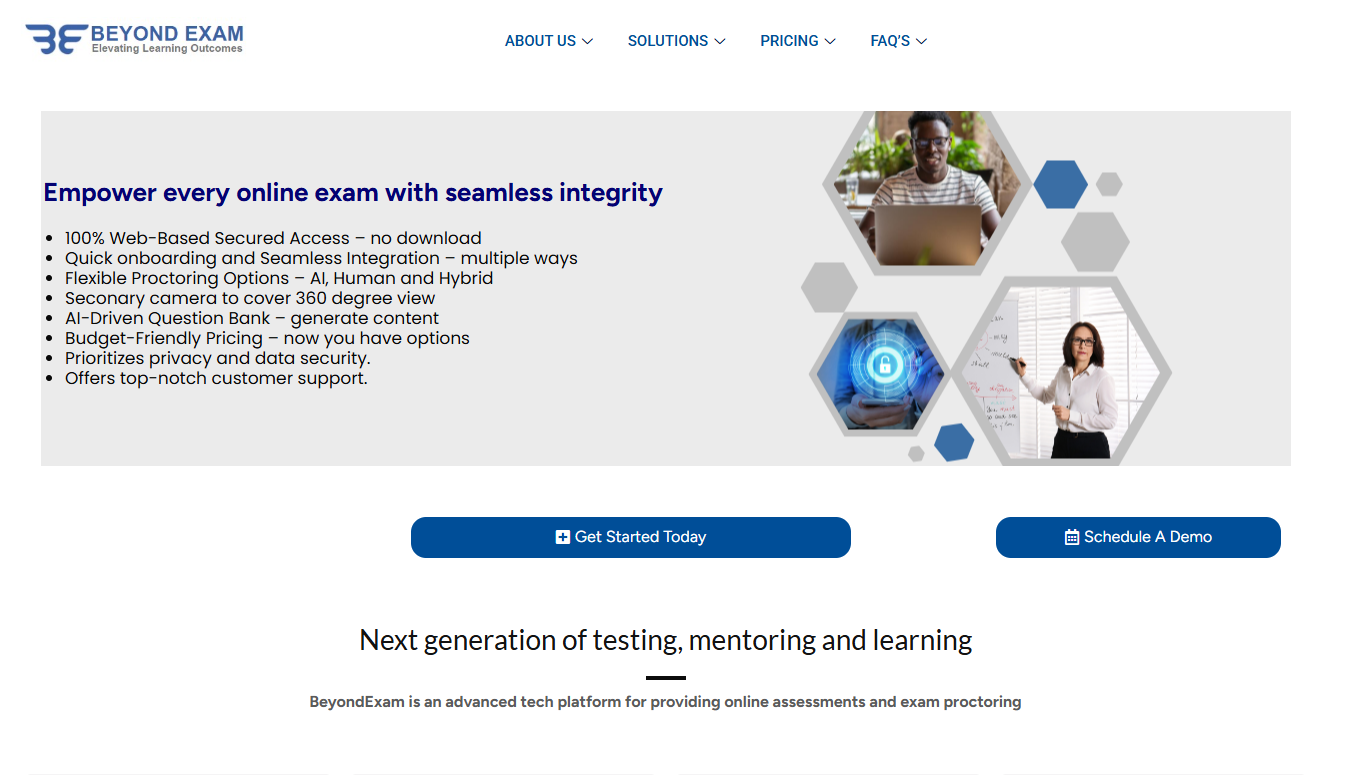 BEYOND EXAM
Elevating Learning Outcomes
ABOUT US
SOLUTIONS
PRICING
FAQ'S
Empower every online exam with seamless integrity
100% Web-Based Secured Access – no download
Quick onboarding and Seamless Integration – multiple ways
Flexible Proctoring Options – AI, Human and Hybrid
Seconary camera to cover 360 degree view
AI-Driven Question Bank – generate content
Budget-Friendly Pricing – now you have options
Prioritizes privacy and data security.
Offers top-notch customer support.
Get Started Today
Schedule A Demo
Next generation of testing, mentoring and learning
BeyondExam is an advanced tech platform for providing online assessments and exam proctoring